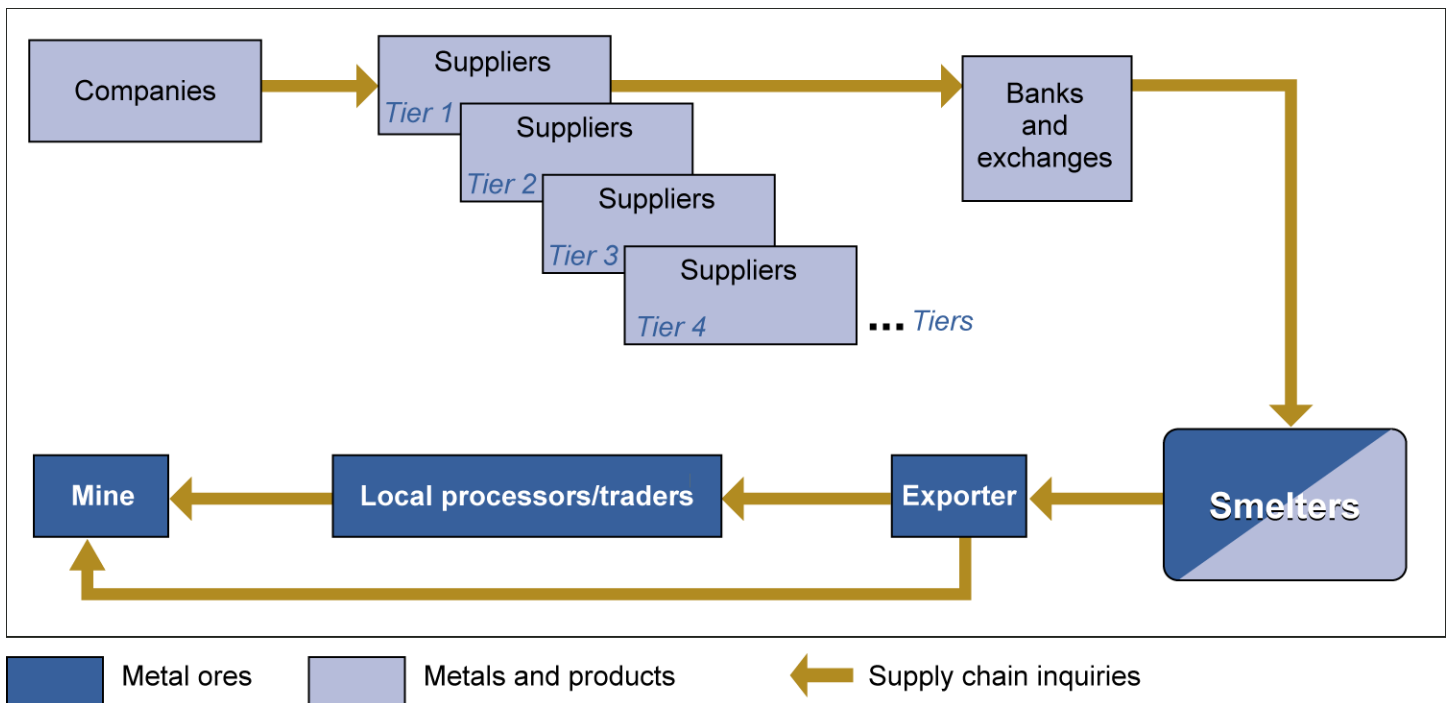 Companies
Suppliers
Tier 1
Suppliers
Tier 2
Suppliers
Tier 3
Suppliers
Tier 4
... Tiers
Banks
and
exchanges
Mine
Local processors/traders
Exporter
Smelters
Metal ores
Metals and products
Supply chain inquiries